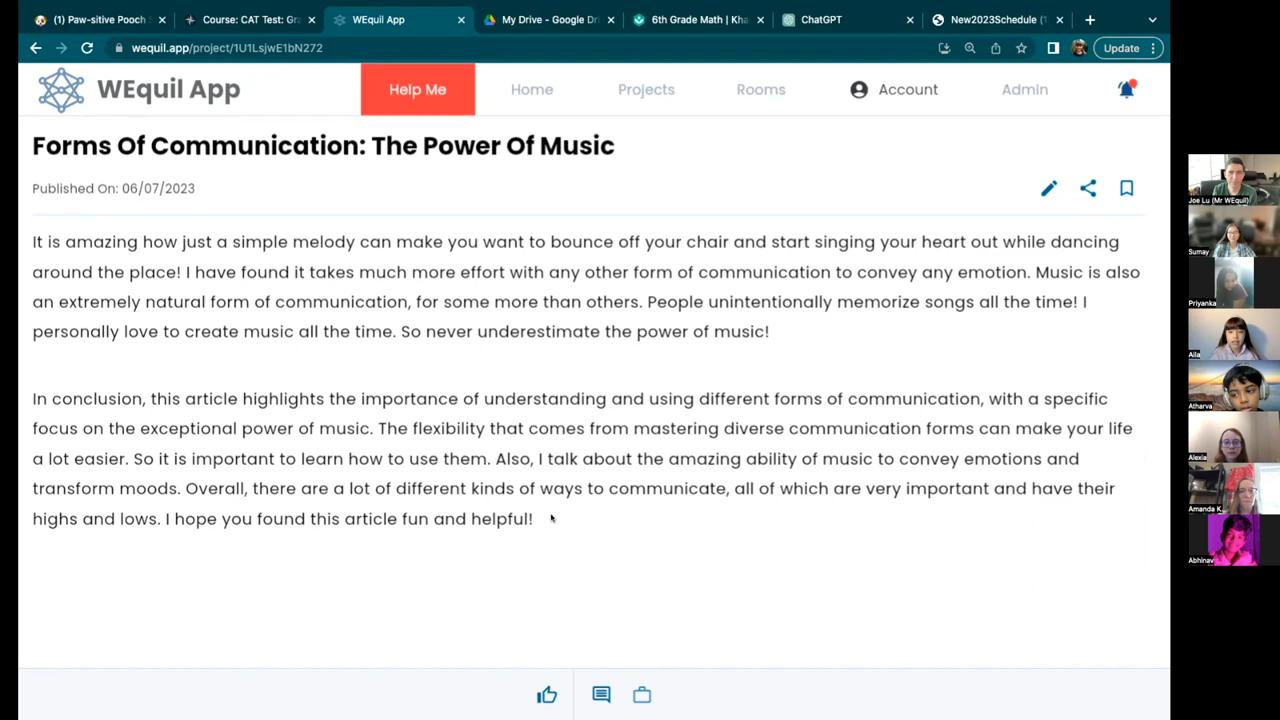 (1) Paw-sitive Pooch S
Course: CAT Test: Gra
WEquil App
My Drive - Google Dri
6th Grade Math | Kha
ChatGPT
New2023Schedule (1
wequil.app/project/1U1LsjwE1bN272
Update
WEquil App
Help Me
Home
Projects
Rooms
Account
Admin
Forms Of Communication: The Power Of Music
Published On: 06/07/2023
It is amazing how just a simple melody can make you want to bounce off your chair and start singing your heart out while dancing
around the place! I have found it takes much more effort with any other form of communication to convey any emotion. Music is also
an extremely natural form of communication, for some more than others. People unintentionally memorize songs all the time! I
personally love to create music all the time. So never underestimate the power of music!
In conclusion, this article highlights the importance of understanding and using different forms of communication, with a specific
focus on the exceptional power of music. The flexibility that comes from mastering diverse communication forms can make your life
a lot easier. So it is important to learn how to use them. Also, I talk about the amazing ability of music to convey emotions and
transform moods. Overall, there are a lot of different kinds of ways to communicate, all of which are very important and have their
highs and lows. I hope you found this article fun and helpful!
Joe Lu (Mr WEquil)
Sumay
Priyanka
Aila
Atharva
Alexia
Amanda K.
Abhinav